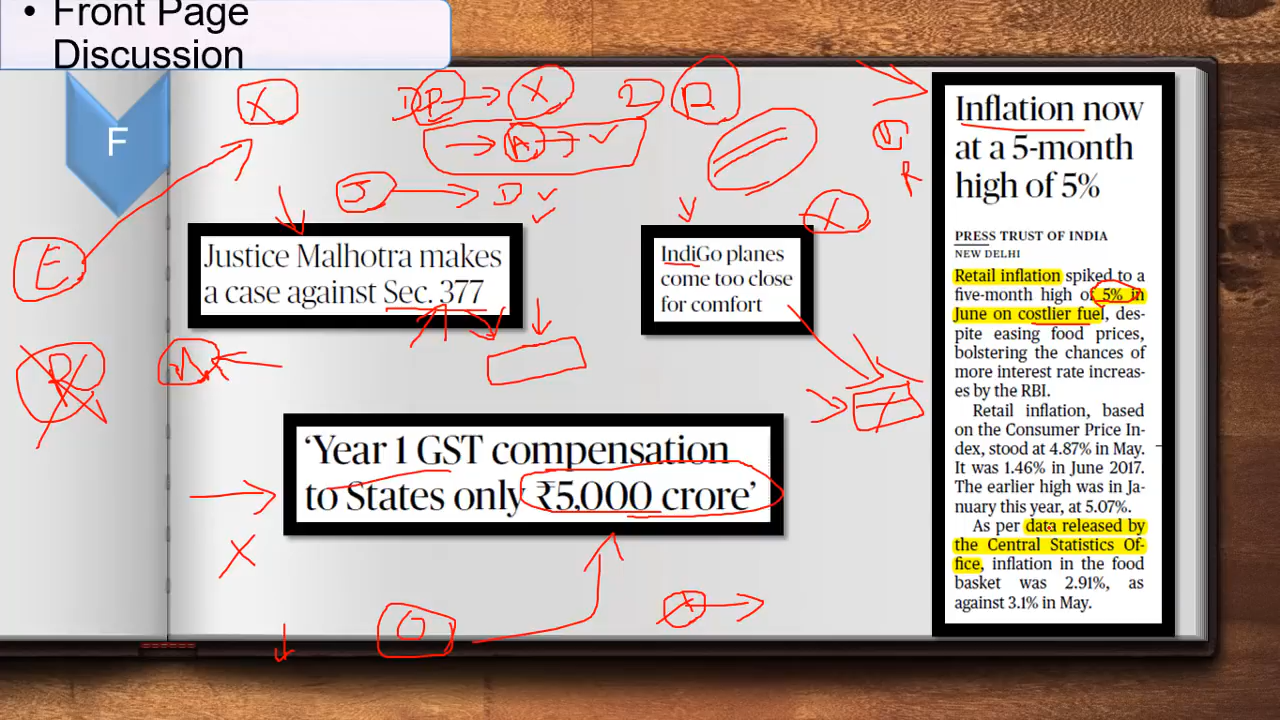 • Front Page
Discussion
F
X
DP → X
→ A → ✓
J → D ✓
E
Justice Malhotra makes
a case against Sec. 377
IndiGo planes
come too close
for comfort
X
'Year 1 GST compensation
to States only ₹5,000 crore'
X
O
Inflation now
at a 5-month
high of 5%
PRESS TRUST OF INDIA
NEW DELHI
Retail inflation spiked to a
five-month high of 5% in
June on costlier fuel, des-
pite easing food prices,
bolstering the chances of
more interest rate increas-
es by the RBI.
Retail inflation, based
on the Consumer Price In-
dex, stood at 4.87% in May.
It was 1.46% in June 2017.
The earlier high was in Ja-
nuary this year, at 5.07%.
As per data released by
the Central Statistics Of-
fice, inflation in the food
basket was 2.91%, as
against 3.1% in May.